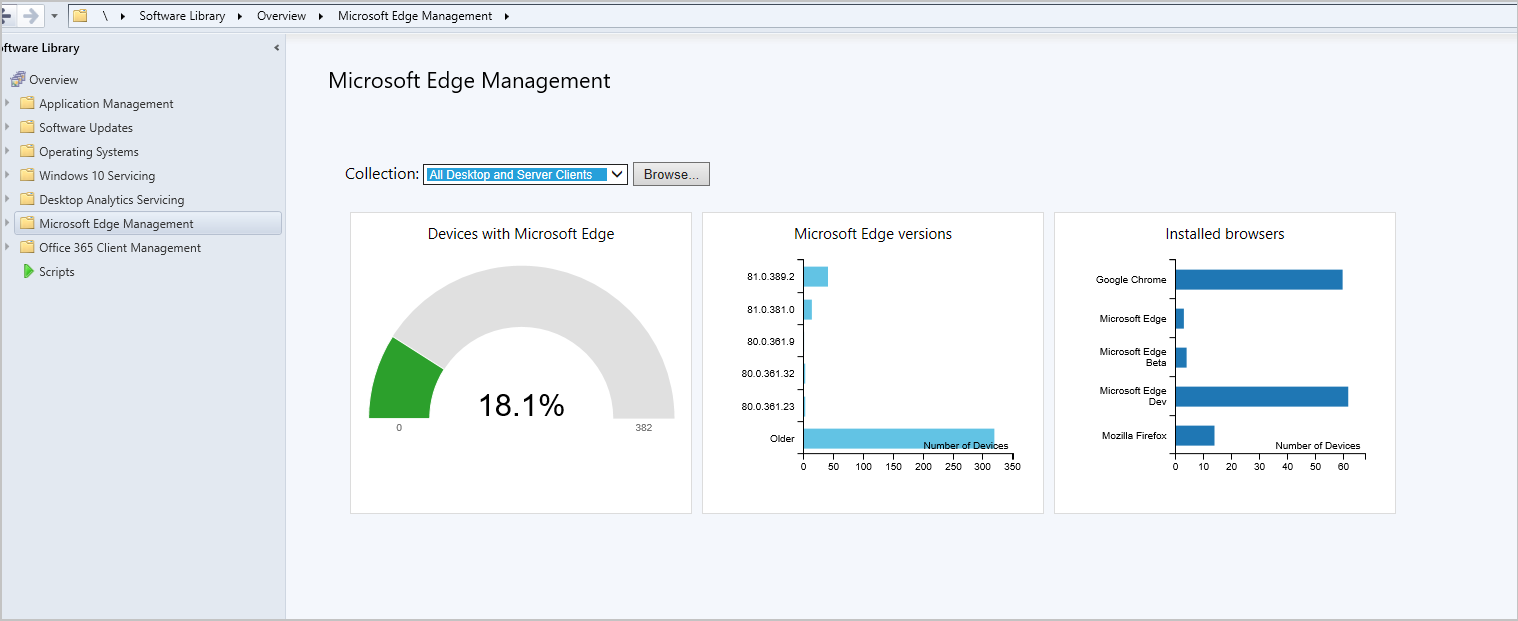 \ Software Library Overview Microsoft Edge Management
oftware Library
Overview
Application Management
Software Updates
Operating Systems
Windows 10 Servicing
Desktop Analytics Servicing
Microsoft Edge Management
Office 365 Client Management
Scripts
Microsoft Edge Management
Collection: All Desktop and Server Clients Browse...
Devices with Microsoft Edge
18.1%
0 382
Microsoft Edge versions
81.0.389.2
81.0.381.0
80.0.361.9
80.0.361.32
80.0.361.23
Older
Number of Devices
0 50 100 150 200 250 300 350
Installed browsers
Google Chrome
Microsoft Edge
Microsoft Edge
Beta
Microsoft Edge
Dev
Mozilla Firefox
Number of Devices
0 10 20 30 40 50 60